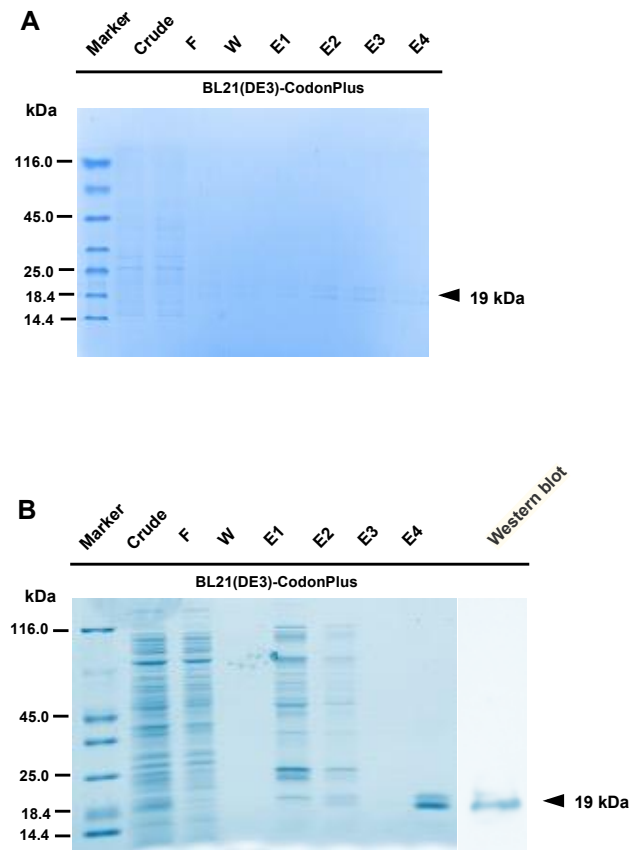 A
Marker Crude F W E1 E2 E3 E4
BL21(DE3)-CodonPlus
kDa
116.0
45.0
25.0
18.4
14.4
19 kDa
B
Marker Crude F W E1 E2 E3 E4 Western blot
BL21(DE3)-CodonPlus
kDa
116.0
45.0
25.0
18.4
14.4
19 kDa